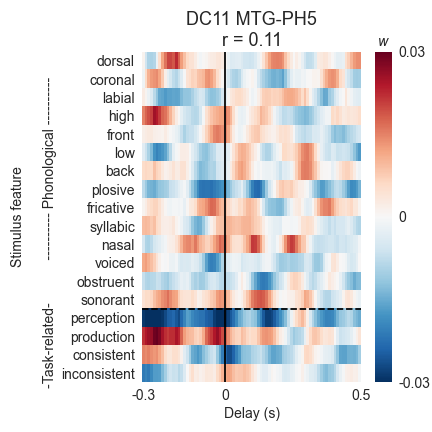 DC11 MTG-PH5
r = 0.11
w
dorsal
coronal
labial
high
front
low
back
plosive
fricative
syllabic
nasal
voiced
obstruent
sonorant
perception
production
consistent
inconsistent
Stimulus feature
---------- Phonological ----------
-Task-related-
0.03
0
-0.03
-0.3
0
0.5
Delay (s)